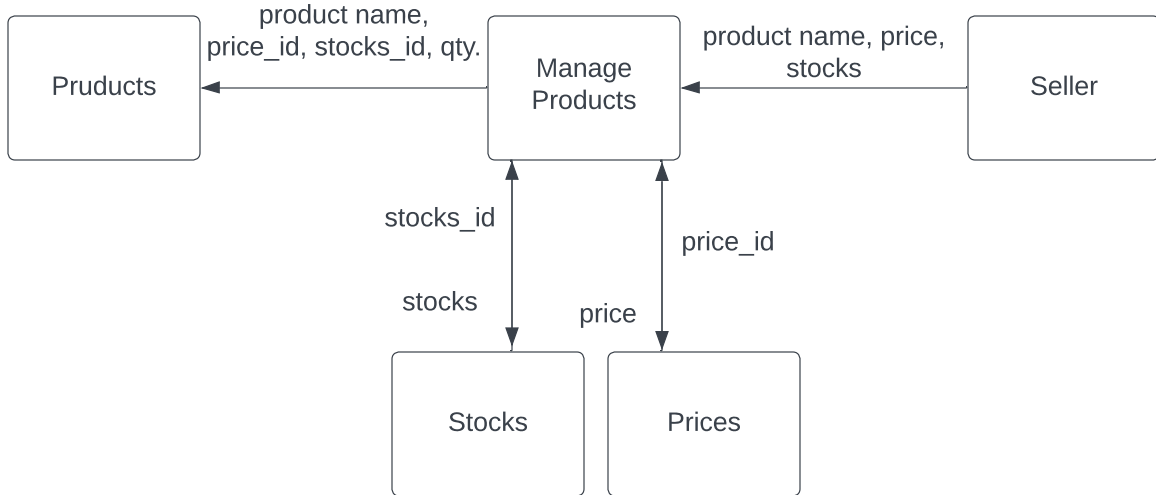 product name,
price_id, stocks_id, qty.
product name, price,
stocks
Pruducts
Manage
Products
Seller
stocks_id
price_id
stocks
price
Stocks
Prices